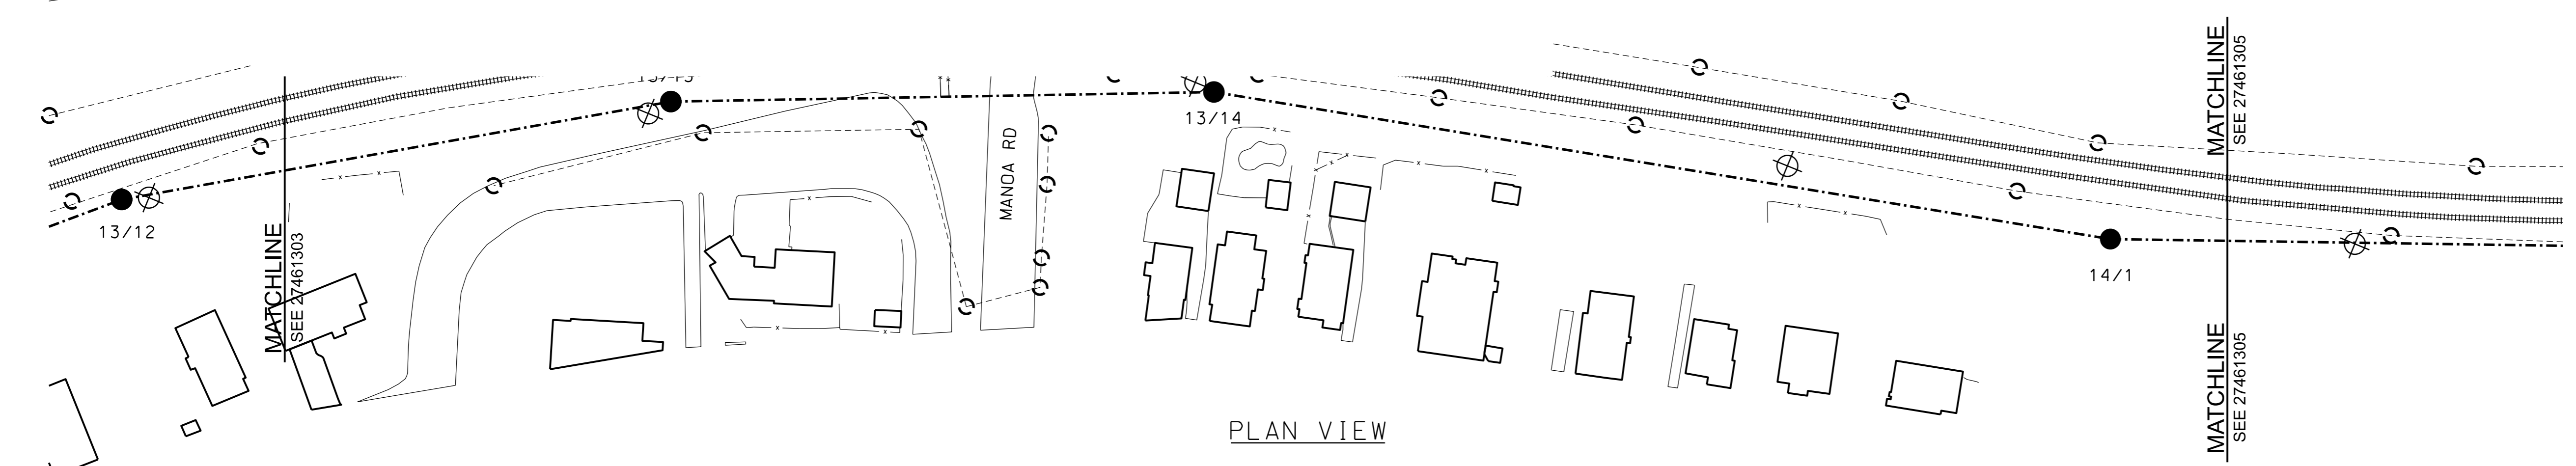 MATCHLINE
SEE 27461305
13/14
MANOA RD
13/12
MATCHLINE
SEE 27461303
14/1
MATCHLINE
SEE 27461305
PLAN VIEW